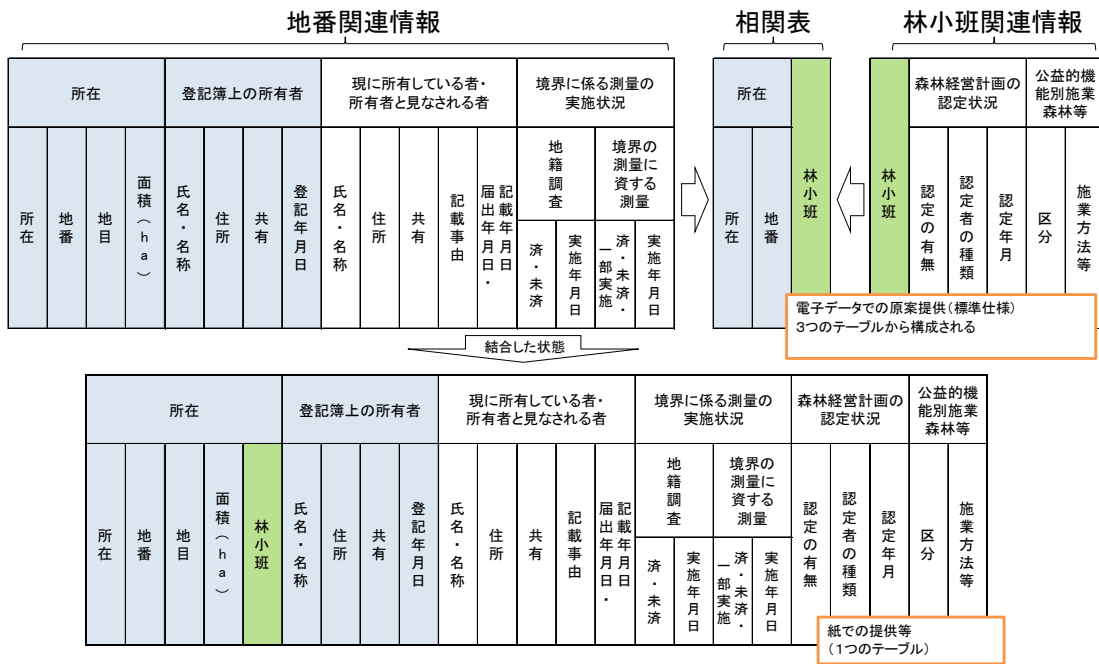 地番関連情報
相関表
林小班関連情報
所在
登記簿上の所有者
現に所有している者・
所有者と見なされる者
境界に係る測量の
実施状況
所在
地番
地目
面積(ha)
氏名・名称
住所
共有
登記年月日
氏名・名称
住所
共有
記載事由
記載年月日
届出年月日・
地籍調査
境界の
測量に
資する
測量
済・未済
実施年月日
済・未済・
一部実施
実施年月日
所在
所在
地番
林小班
林小班
森林経営計画の
認定状況
公益的機
能別施業
森林等
認定の有無
認定者の種類
認定年月
区分
施業方法等
電子データでの原案提供(標準仕様)
3つのテーブルから構成される
結合した状態
所在
登記簿上の所有者
現に所有している者・
所有者と見なされる者
境界に係る測量の
実施状況
森林経営計画の
認定状況
公益的機
能別施業
森林等
所在
地番
地目
面積(ha)
林小班
氏名・名称
住所
共有
登記年月日
氏名・名称
住所
共有
記載事由
記載年月日
届出年月日・
地籍調査
境界の
測量に
資する
測量
済・未済
実施年月日
済・未済・
一部実施
実施年月日
認定の有無
認定者の種類
認定年月
区分
施業方法等
紙での提供等
(1つのテーブル)